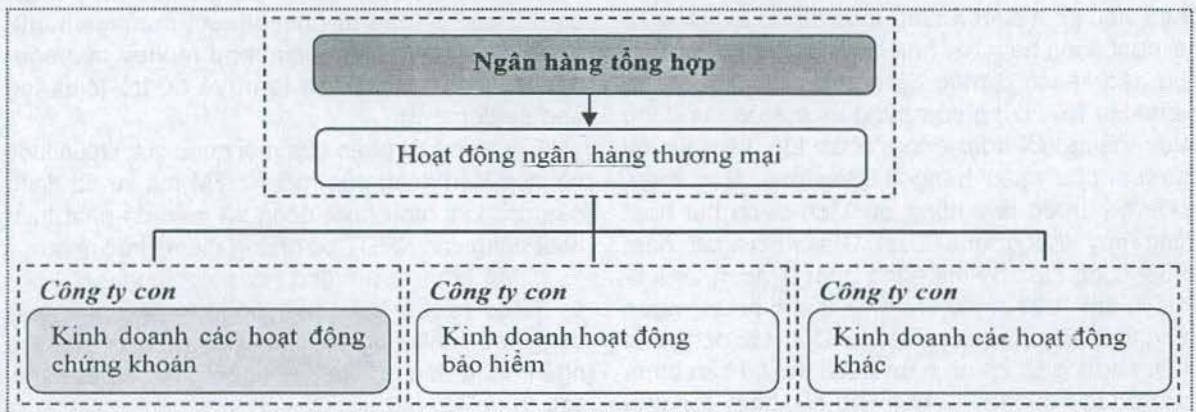 Ngân hàng tổng hợp
Hoạt động ngân hàng thương mại
Công ty con
Kinh doanh các hoạt động
chứng khoán
Công ty con
Kinh doanh hoạt động
bảo hiểm
Công ty con
Kinh doanh các hoạt động
khác